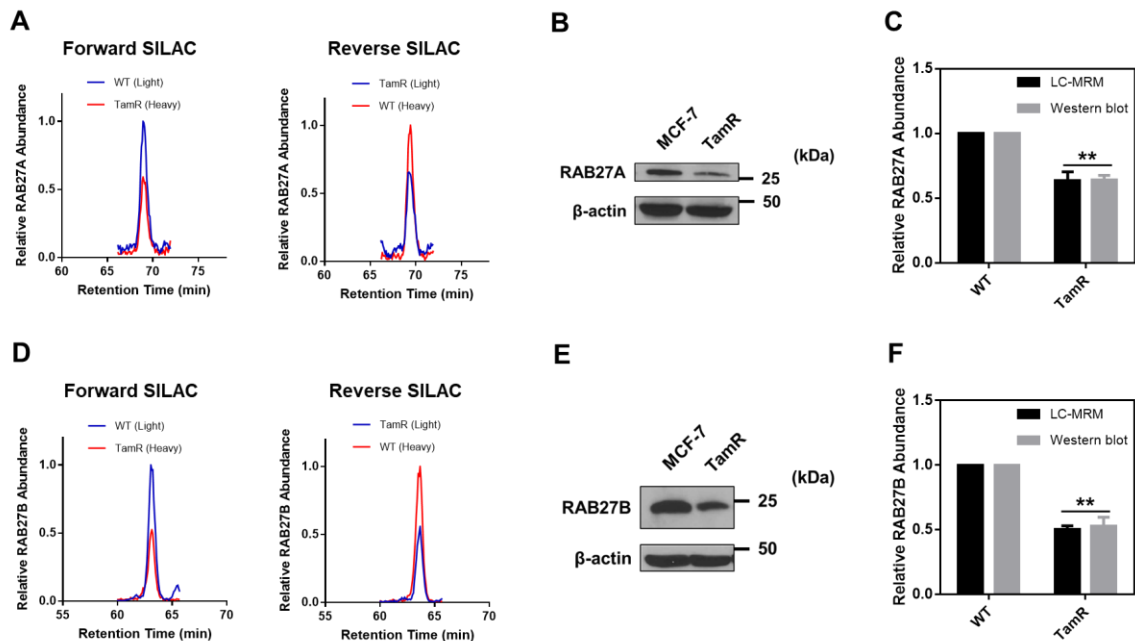 A
Forward SILAC
WT (Light)
TamR (Heavy)
Relative RAB27A Abundance
1.0
0.5
0.0
60 65 70 75
Retention Time (min)
Reverse SILAC
TamR (Light)
WT (Heavy)
Relative RAB27A Abundance
1.0
0.5
0.0
60 65 70 75
Retention Time (min)
B
MCF-7 TamR
(kDa)
RAB27A
25
50
β-actin
C
Relative RAB27A Abundance
1.5
1.0
0.5
0.0
LC-MRM
Western blot
**
WT TamR
D
Forward SILAC
WT (Light)
TamR (Heavy)
Relative RAB27B Abundance
1.0
0.5
0.0
55 60 65 70
Retention Time (min)
Reverse SILAC
TamR (Light)
WT (Heavy)
Relative RAB27B Abundance
1.0
0.5
0.0
55 60 65 70
Retention Time (min)
E
MCF-7 TamR
(kDa)
RAB27B
25
50
β-actin
F
Relative RAB27B Abundance
1.5
1.0
0.5
0.0
LC-MRM
Western blot
**
WT TamR